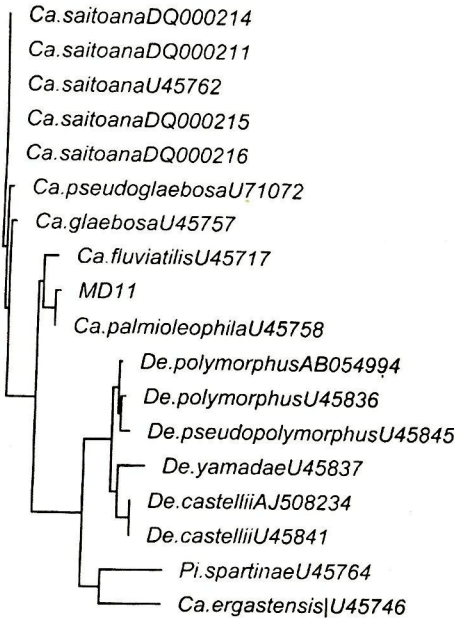 Ca.saitoanaDQ000214
Ca.saitoanaDQ000211
Ca.saitoanaU45762
Ca.saitoanaDQ000215
Ca.saitoanaDQ000216
Ca.pseudoglaebosaU71072
Ca.glaebosaU45757
Ca.fluviatilisU45717
MD11
Ca.palmioleophilaU45758
De.polymorphusAB054994
De.polymorphusU45836
De.pseudopolymorphusU45845
De.yamadaeU45837
De.castelliiAJ508234
De.castelliiU45841
Pi.spartinaeU45764
Ca.ergastensis|U45746